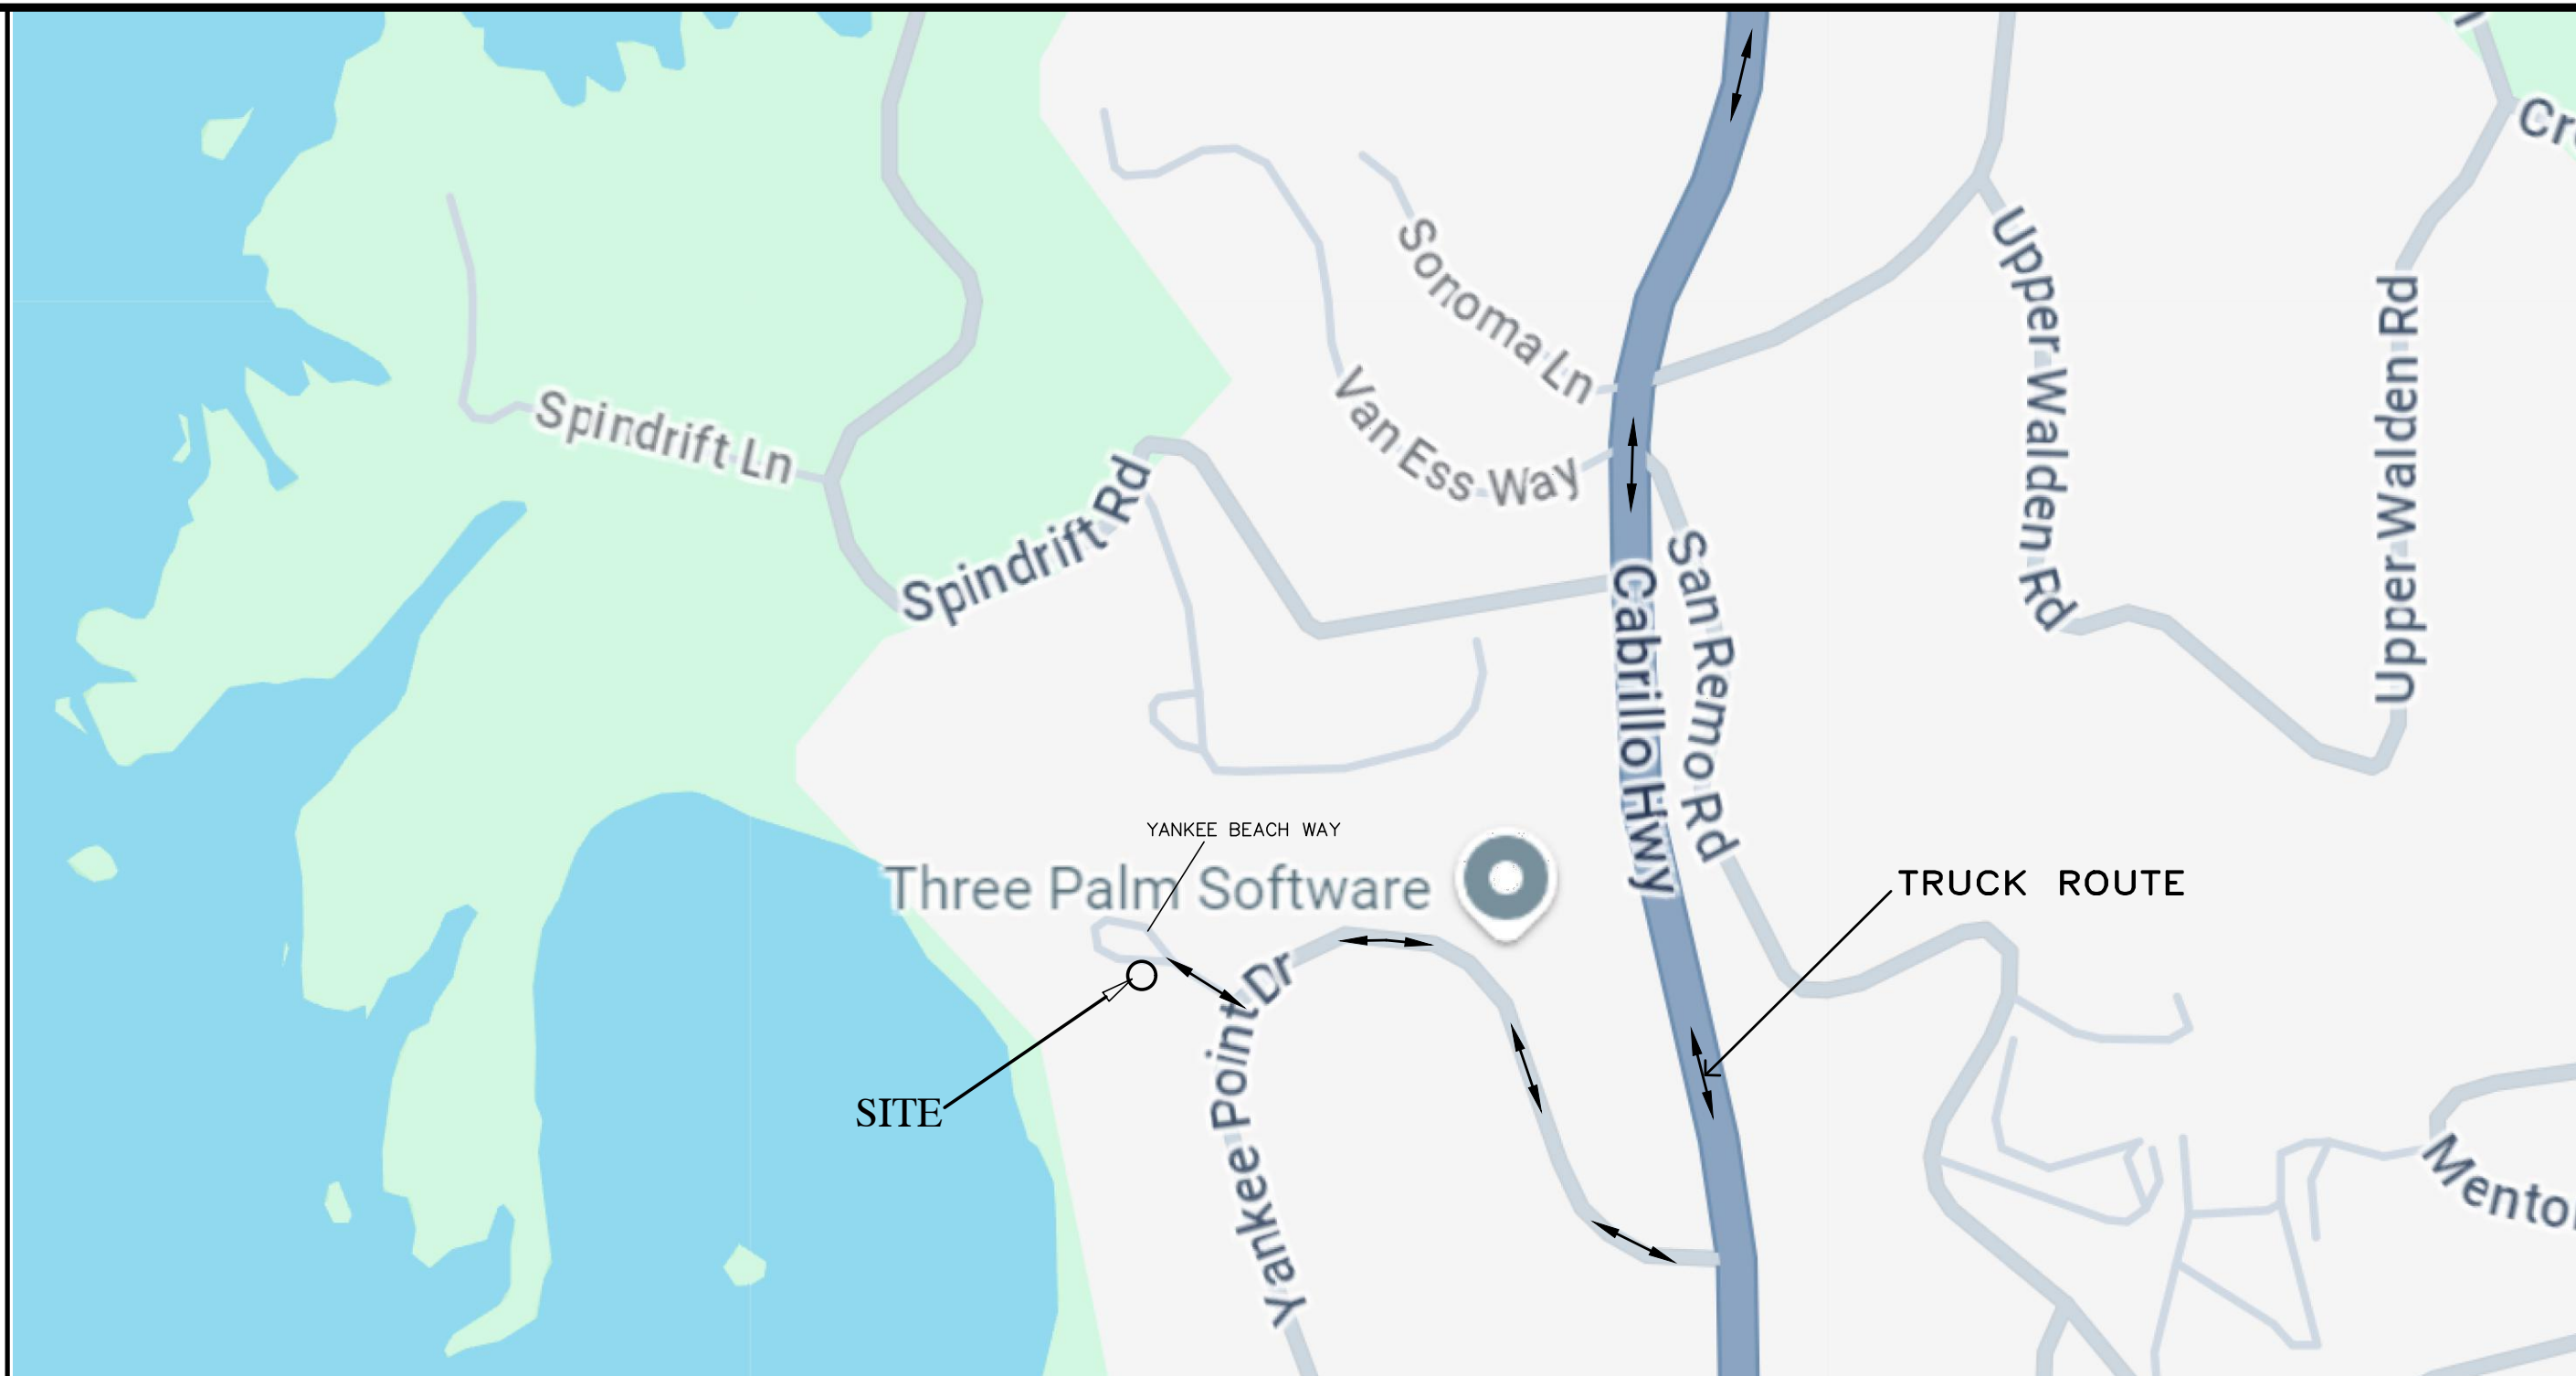 Cr
Sonoma Ln
Upper Walden Rd
Upper Walden Rd
Spindrift Ln
Van Ess Way
Spindrift Rd
San Remo Rd
Cabrillo Hwy
YANKEE BEACH WAY
Three Palm Software
TRUCK ROUTE
Yankee Point Dr
SITE
Mento